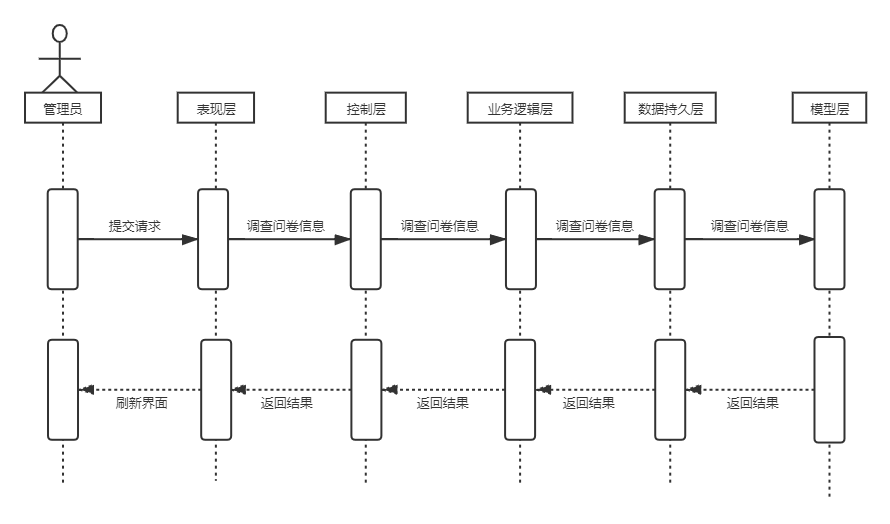 管理员
表现层
控制层
业务逻辑层
数据持久层
模型层
提交请求
调查问卷信息
调查问卷信息
调查问卷信息
调查问卷信息
刷新界面
返回结果
返回结果
返回结果
返回结果